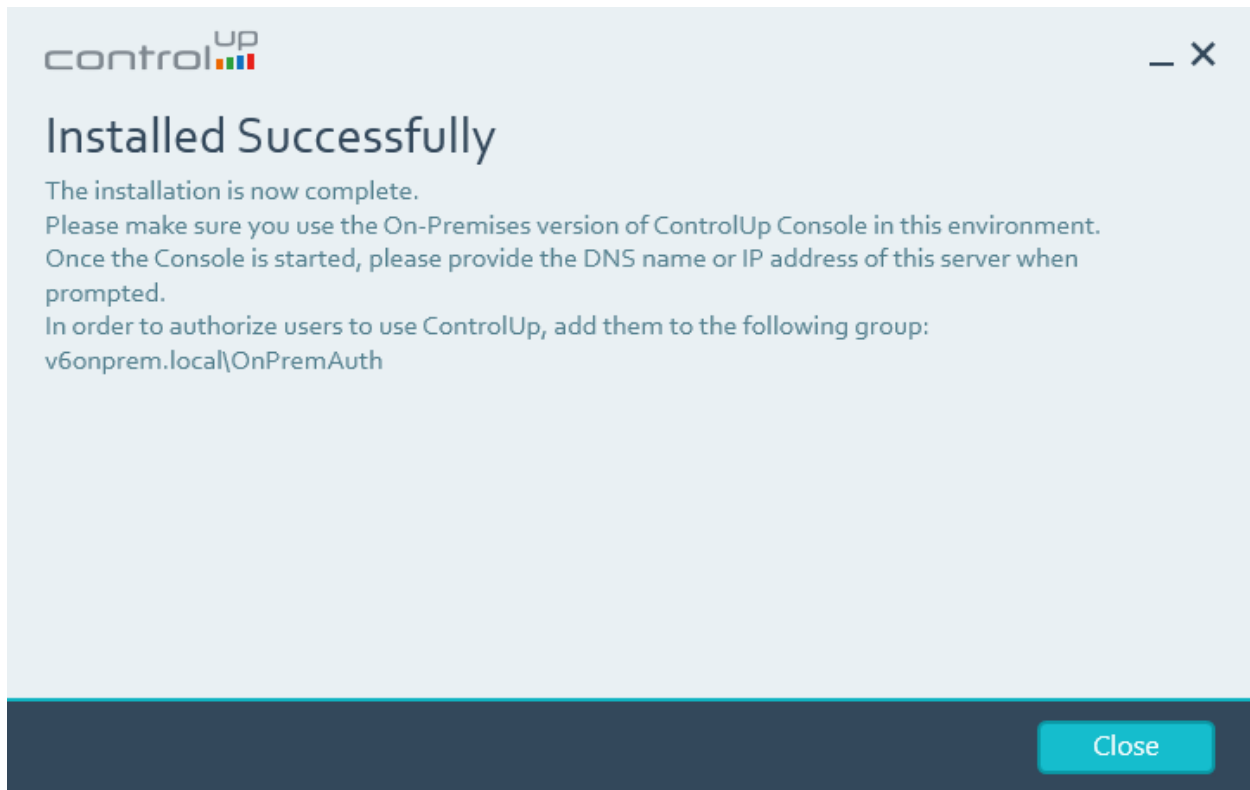 controlup
Installed Successfully
The installation is now complete.
Please make sure you use the On-Premises version of ControlUp Console in this environment.
Once the Console is started, please provide the DNS name or IP address of this server when
prompted.
In order to authorize users to use ControlUp, add them to the following group:
v6onprem.local\OnPremAuth
Close